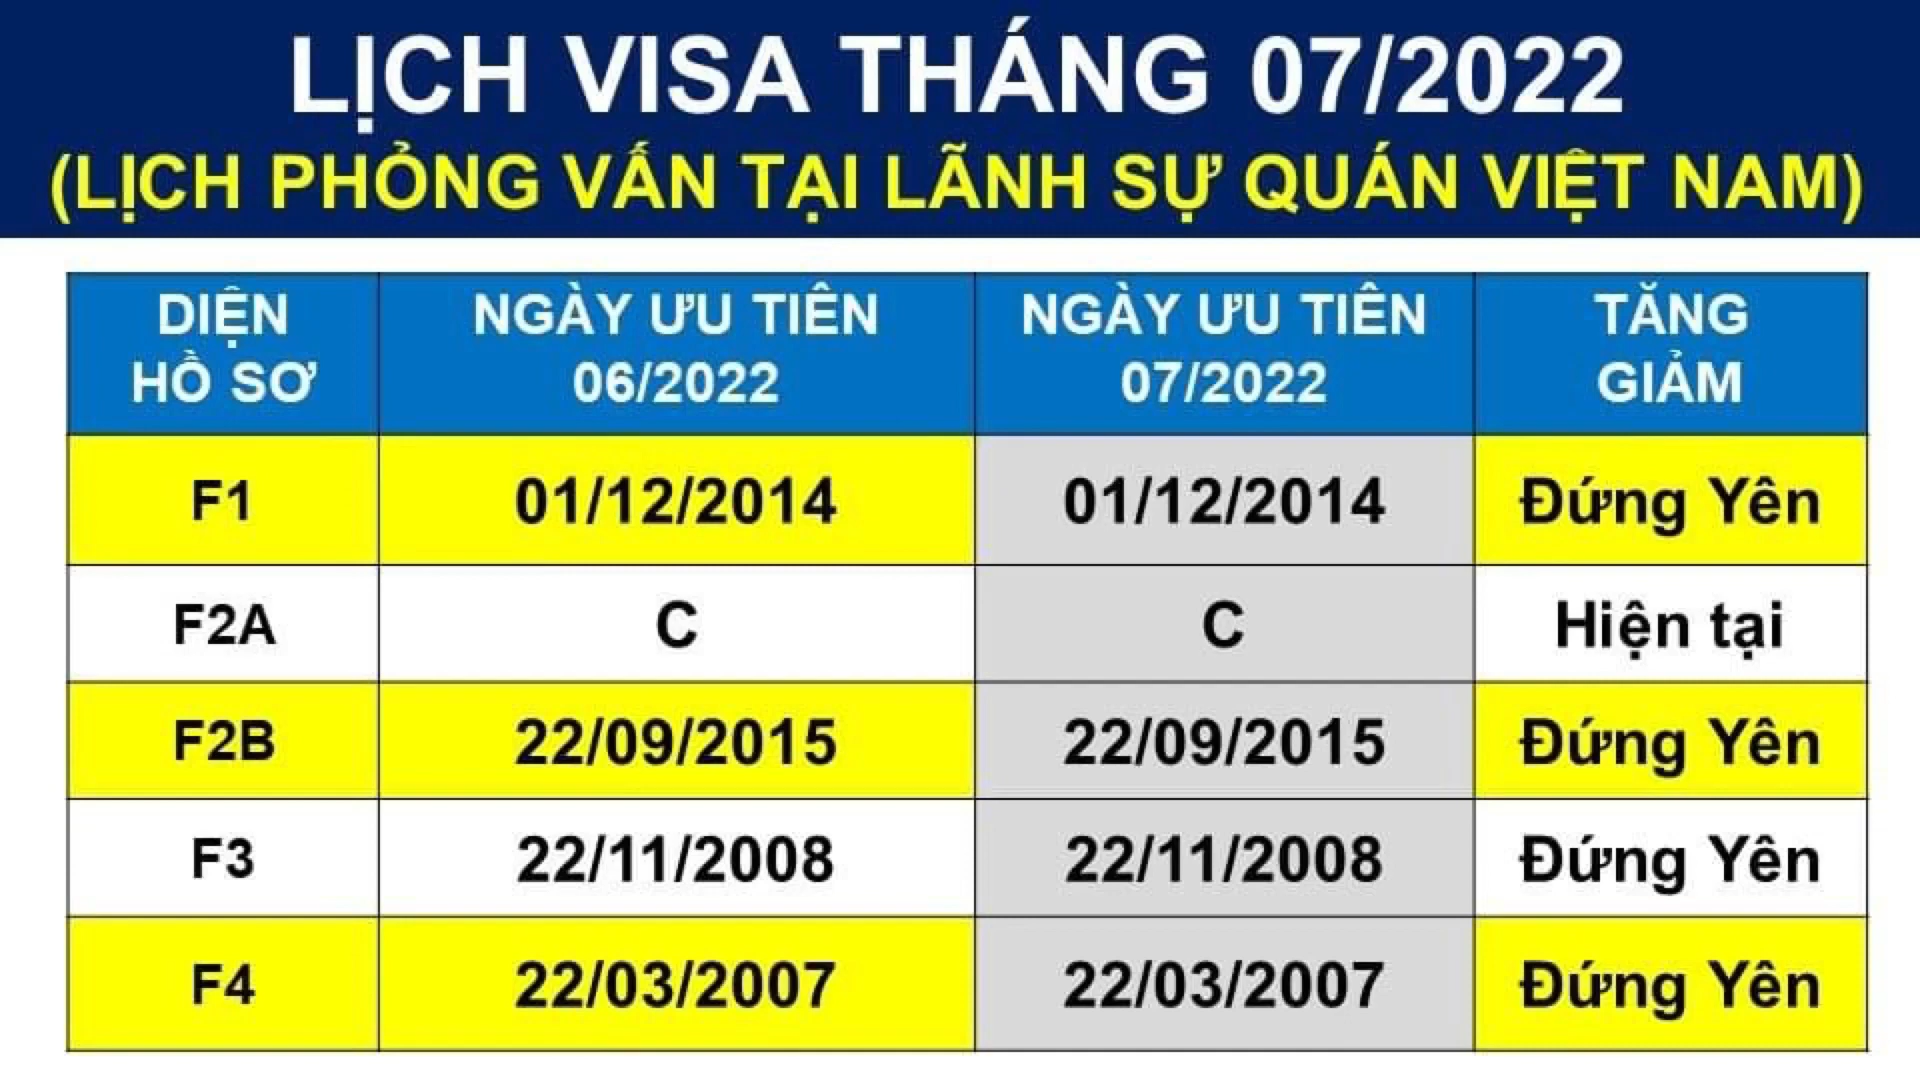 LỊCH VISA THÁNG 07/2022
(LỊCH PHỎNG VẤN TẠI LÃNH SỰ QUÁN VIỆT NAM)
DIỆN HỒ SƠ NGÀY ƯU TIÊN 06/2022 NGÀY ƯU TIÊN 07/2022 TĂNG GIẢM
F1 01/12/2014 01/12/2014 Đứng Yên
F2A C C Hiện tại
F2B 22/09/2015 22/09/2015 Đứng Yên
F3 22/11/2008 22/11/2008 Đứng Yên
F4 22/03/2007 22/03/2007 Đứng Yên